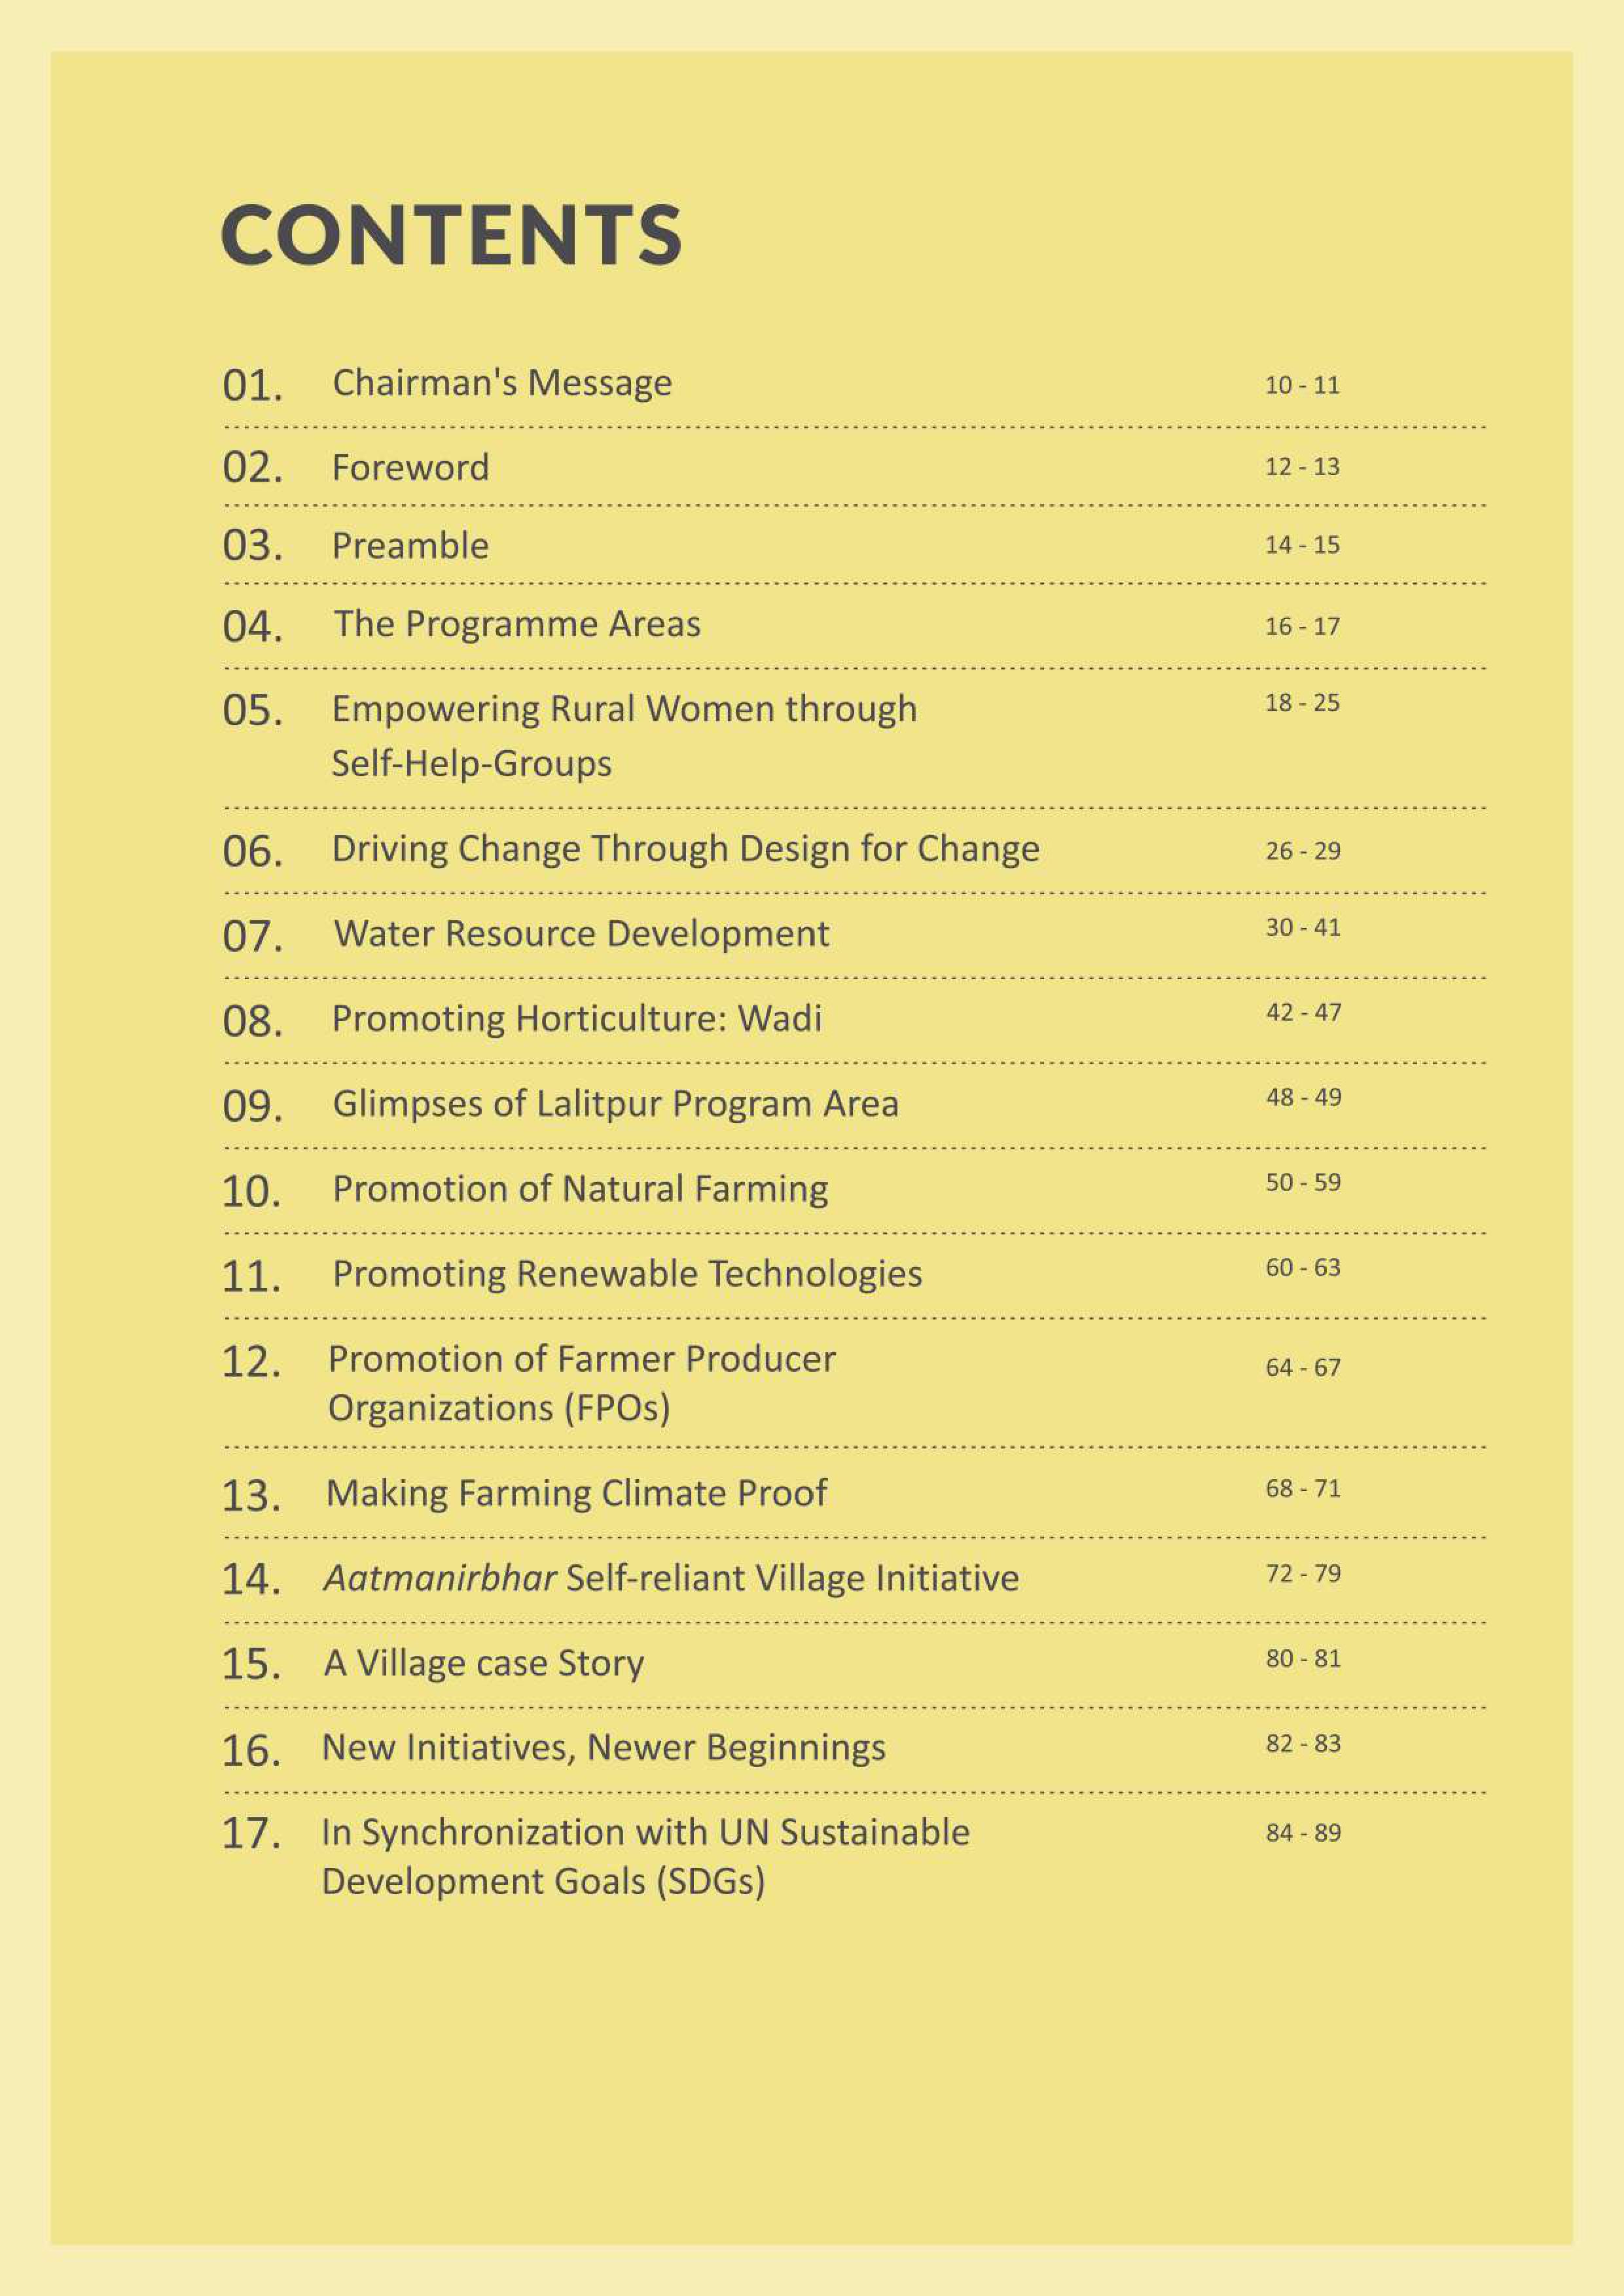 CONTENTS
01. Chairman's Message 10 - 11
02. Foreword 12 - 13
03. Preamble 14 - 15
04. The Programme Areas 16 - 17
05. Empowering Rural Women through 18 - 25
Self-Help-Groups
06. Driving Change Through Design for Change 26 - 29
07. Water Resource Development 30 - 41
08. Promoting Horticulture: Wadi 42 - 47
09. Glimpses of Lalitpur Program Area 48 - 49
10. Promotion of Natural Farming 50 - 59
11. Promoting Renewable Technologies 60 - 63
12. Promotion of Farmer Producer 64 - 67
Organizations (FPOs)
13. Making Farming Climate Proof 68 - 71
14. Aatmanirbhar Self-reliant Village Initiative 72 - 79
15. A Village case Story 80 - 81
16. New Initiatives, Newer Beginnings 82 - 83
17. In Synchronization with UN Sustainable 84 - 89
Development Goals (SDGs)